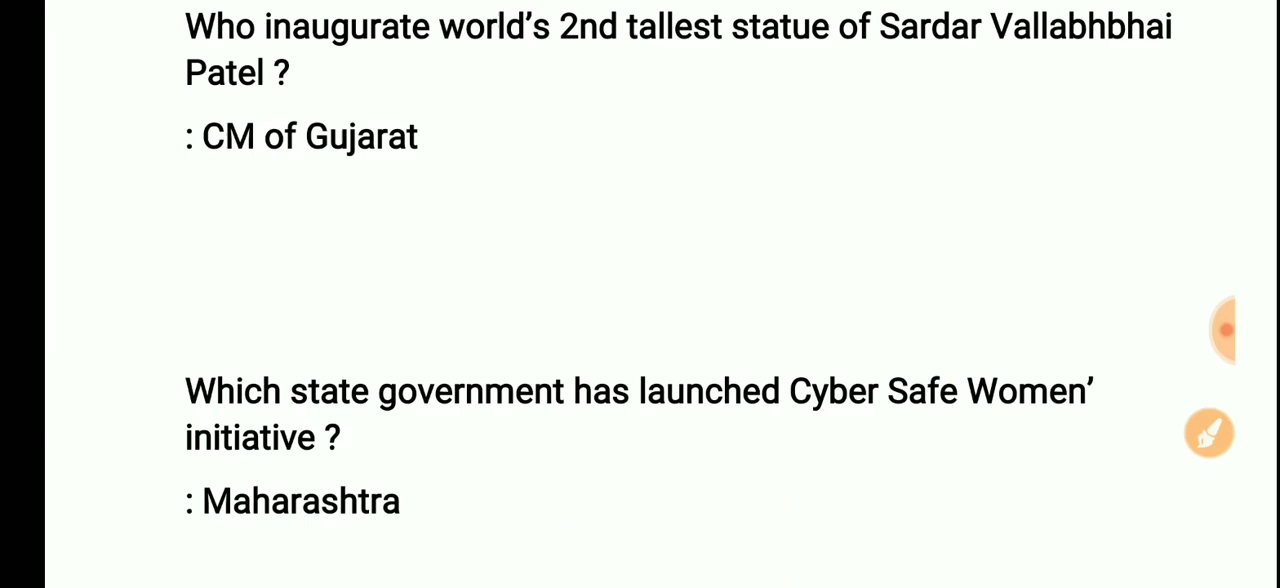 Who inaugurate world’s 2nd tallest statue of Sardar Vallabhbhai
Patel ?
: CM of Gujarat
Which state government has launched Cyber Safe Women’
initiative ?
: Maharashtra